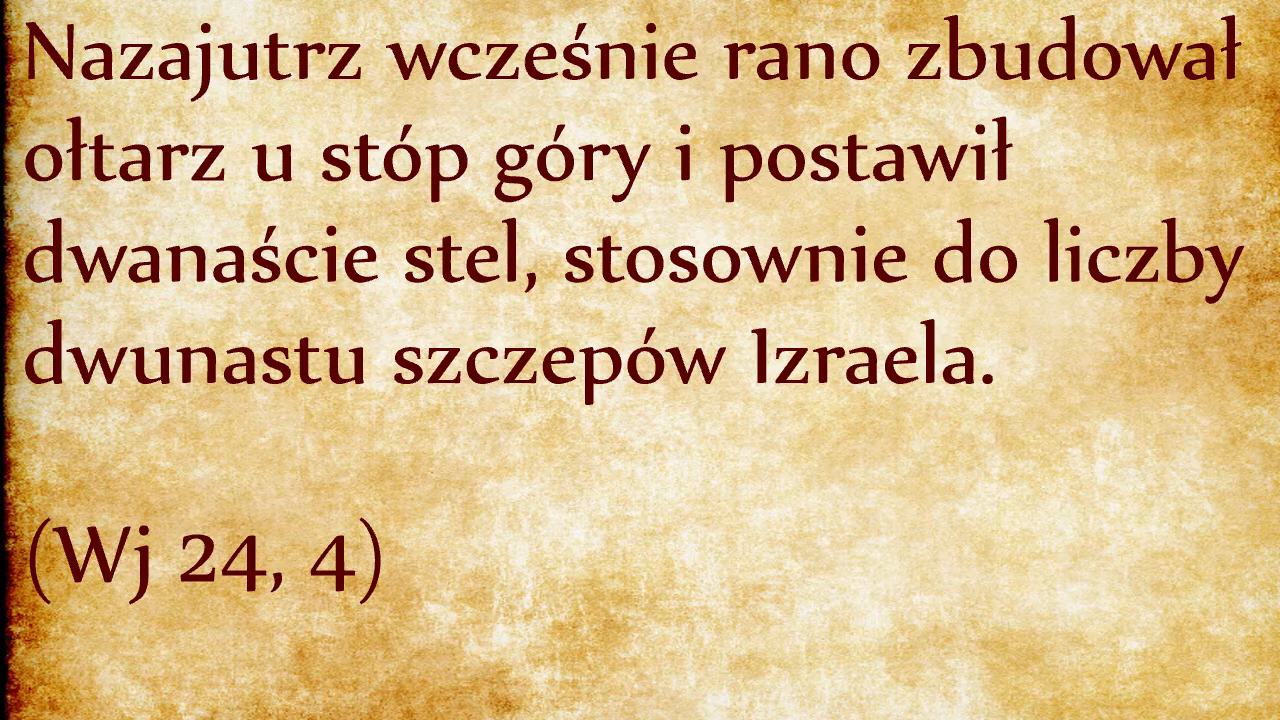 Nazajutrz wcześnie rano zbudował
ołtarz u stóp góry i postawił
dwanaście stel, stosownie do liczby
dwunastu szczepów Izraela.
(Wj 24, 4)